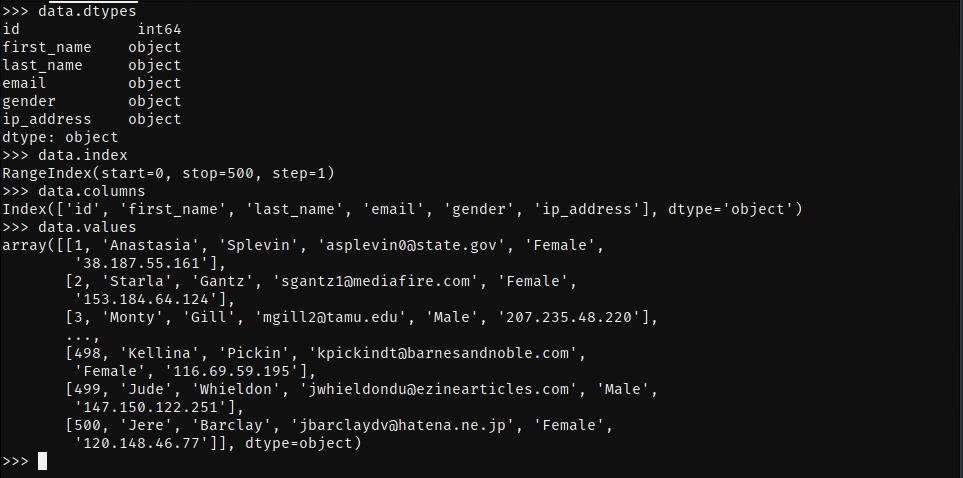 >>> data.dtypes
id             int64
first_name    object
last_name     object
email         object
gender        object
ip_address    object
dtype: object
>>> data.index
RangeIndex(start=0, stop=500, step=1)
>>> data.columns
Index(['id', 'first_name', 'last_name', 'email', 'gender', 'ip_address'], dtype='object')
>>> data.values
array([[1, 'Anastasia', 'Splevin', 'asplevin0@state.gov', 'Female',
        '38.187.55.161'],
       [2, 'Starla', 'Gantz', 'sgantz1@mediafire.com', 'Female',
        '153.184.64.124'],
       [3, 'Monty', 'Gill', 'mgill2@tamu.edu', 'Male', '207.235.48.220'],
       ...,
       [498, 'Kellina', 'Pickin', 'kpickindt@barnesandnoble.com',
        'Female', '116.69.59.195'],
       [499, 'Jude', 'Whieldon', 'jwhieldondu@ezinearticles.com', 'Male',
        '147.150.122.251'],
       [500, 'Jere', 'Barclay', 'jbarclaydv@hatena.ne.jp', 'Female',
        '120.148.46.77']], dtype=object)
>>>